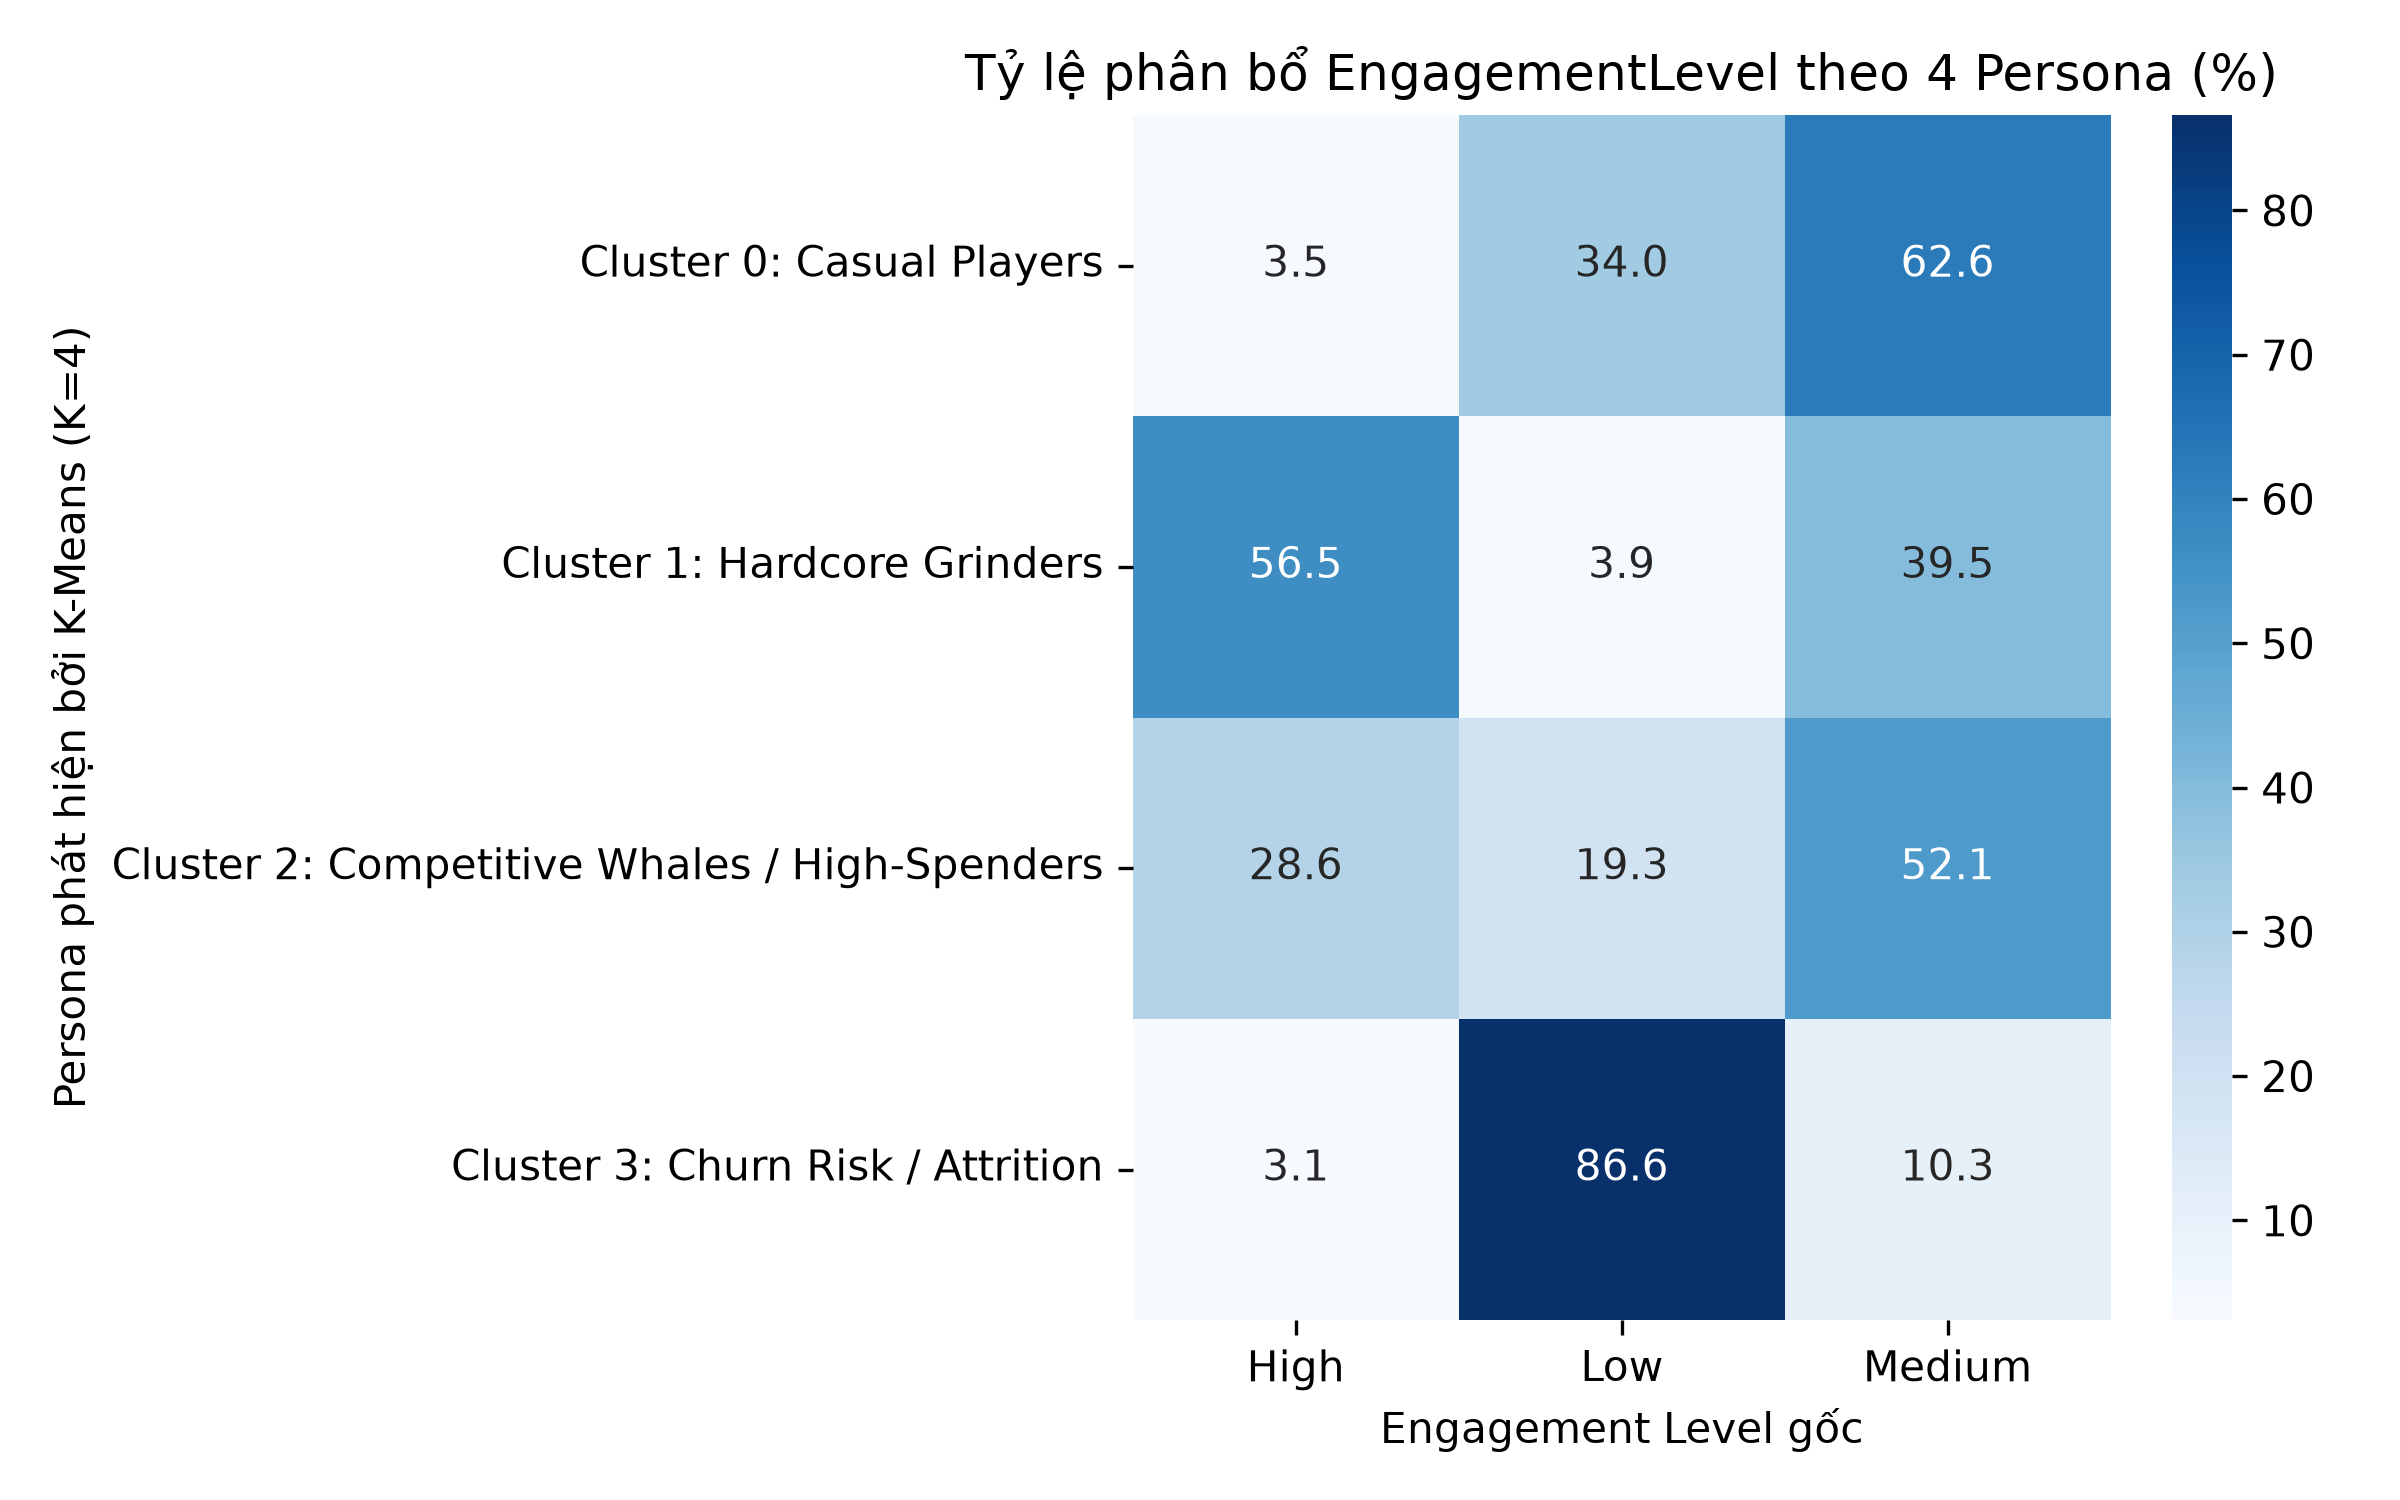 Tỷ lệ phân bổ EngagementLevel theo 4 Persona (%)
Persona phát hiện bởi K-Means (K=4)
Cluster 0: Casual Players 3.5 34.0 62.6
Cluster 1: Hardcore Grinders 56.5 3.9 39.5
Cluster 2: Competitive Whales / High-Spenders 28.6 19.3 52.1
Cluster 3: Churn Risk / Attrition 3.1 86.6 10.3
High Low Medium
Engagement Level gốc
80
70
60
50
40
30
20
10